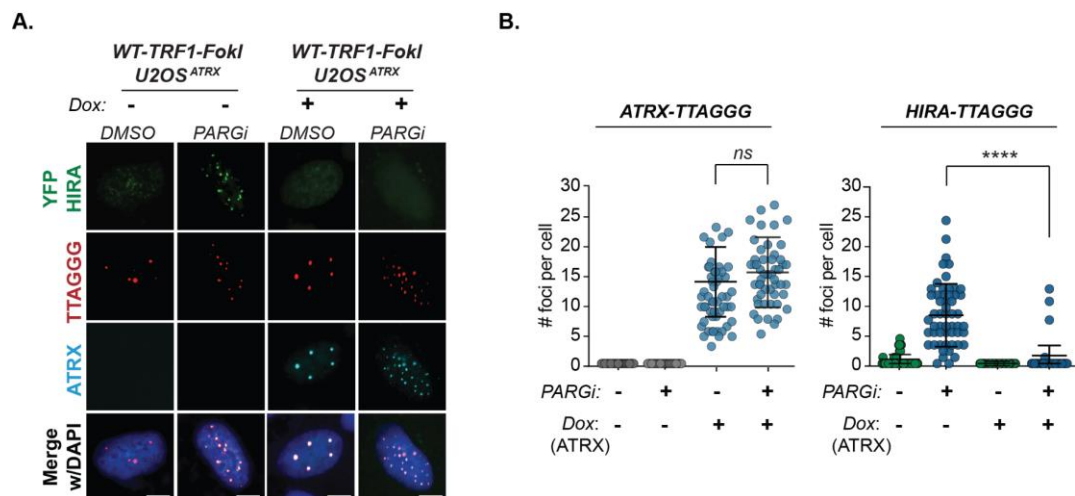 A.
WT-TRF1-FokI WT-TRF1-FokI
U2OS ATRX U2OS ATRX
Dox: - - + +
DMSO PARGi DMSO PARGi
YFP
HIRA
TTAGGG
ATRX
Merge
w/DAPI
B.
ATRX-TTAGGG
ns
# foci per cell
30
25
20
15
10
5
0
PARGi: - + - +
Dox: - - + +
(ATRX)
HIRA-TTAGGG
****
# foci per cell
30
25
20
15
10
5
0
PARGi: - + - +
Dox: - - + +
(ATRX)